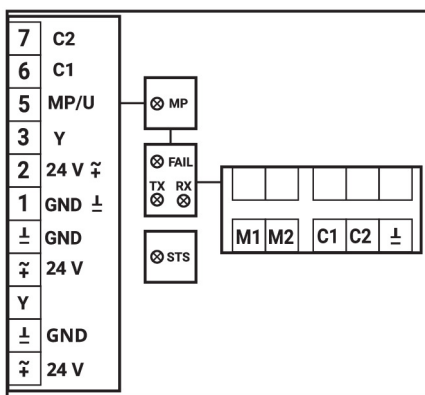 7 C2
6 C1
5 MP/U
3 Y
2 24 V ⍨
1 GND ⊥
⊥ GND
~+ 24 V
Y
⊥ GND
~+ 24 V
MP
FAIL
TX RX
STS
M1 M2 C1 C2 ⊥